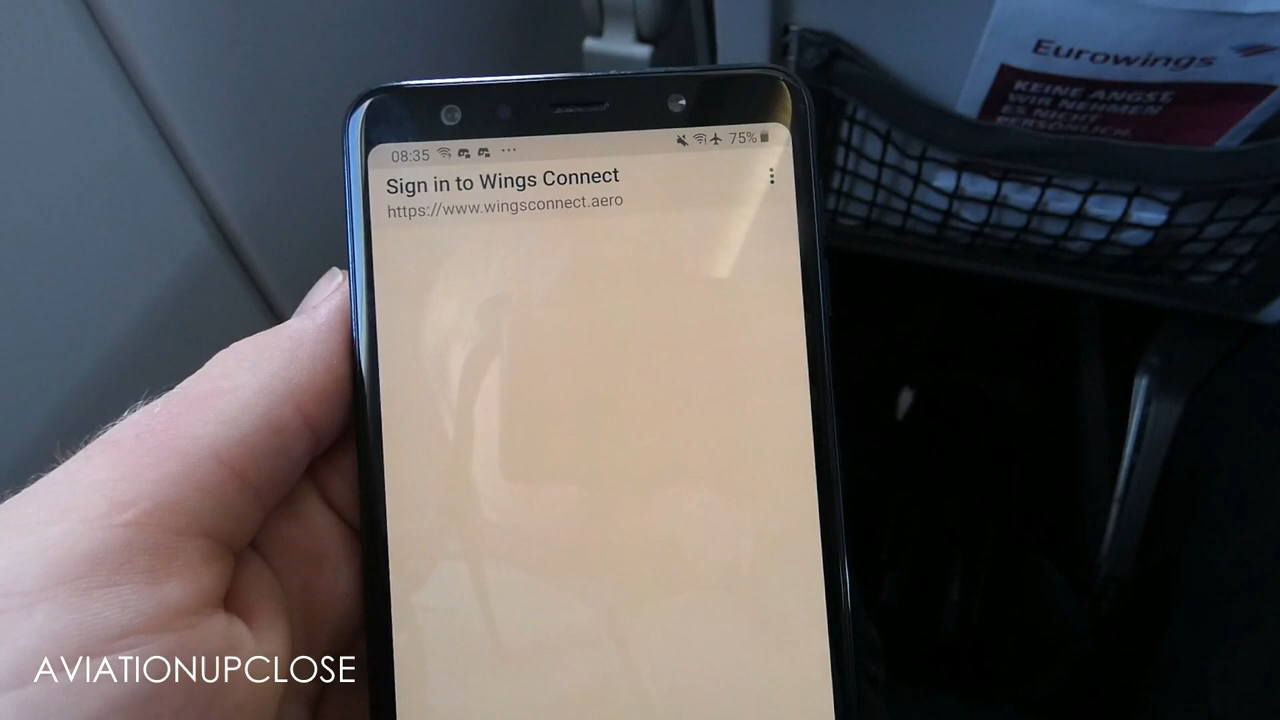 Eurowings
KEINE ANGST,
WIR NEHMEN
ES NICHT
PERSÖNLICH.
08:35
75%
Sign in to Wings Connect
https://www.wingsconnect.aero
AVIATIONUPCLOSE